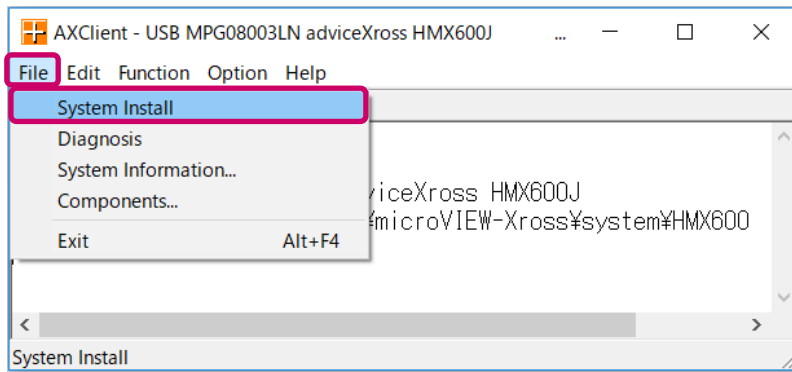 AXClient - USB MPG08003LN adviceXross HMX600J ...
File Edit Function Option Help
System Install
Diagnosis
System Information...
Components...
Exit Alt+F4
viceXross HMX600J
¥microVIEW-Xross¥system¥HMX600
System Install